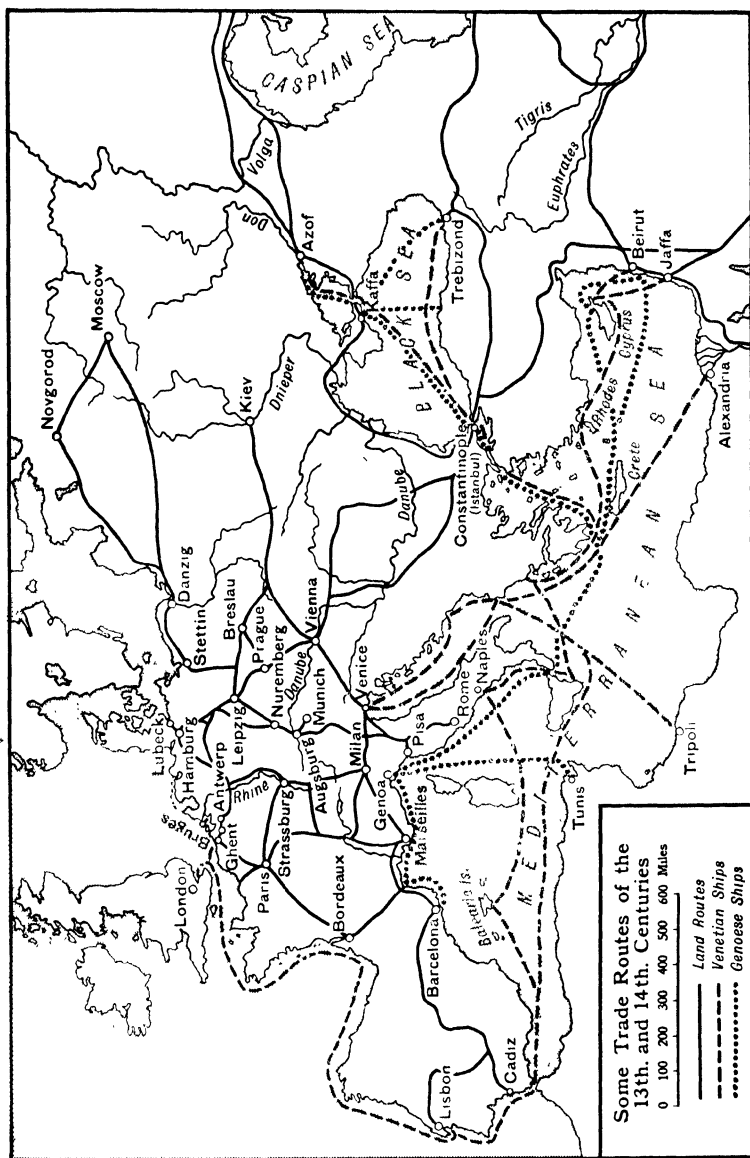 Some Trade Routes of the
13th. and 14th. Centuries
0 100 200 300 400 500 600 Miles
Land Routes
Venetian Ships
Genoese Ships
CASPIAN SEA
Volga
Don
Azof
Kaffa
Trebizond
BLACK SEA
Tigris
Euphrates
Beirut
Jaffa
Cyprus
Rhodes
Crete
Alexandria
MEDITERRANEAN SEA
Moscow
Novgorod
Kiev
Dnieper
Constantinople
(Istanbul)
Danube
Danzig
Stettin
Breslau
Prague
Nuremberg
Vienna
Danube
Munich
Venice
Lubeck
Hamburg
Leipzig
Augsburg
Milan
Pisa
Rome
Naples
Antwerp
Bruges
Ghent
Rhine
Strassburg
Genoa
Marseilles
Tunis
Tripoli
London
Paris
Bordeaux
Barcelona
Balearic Is.
Lisbon
Cadiz